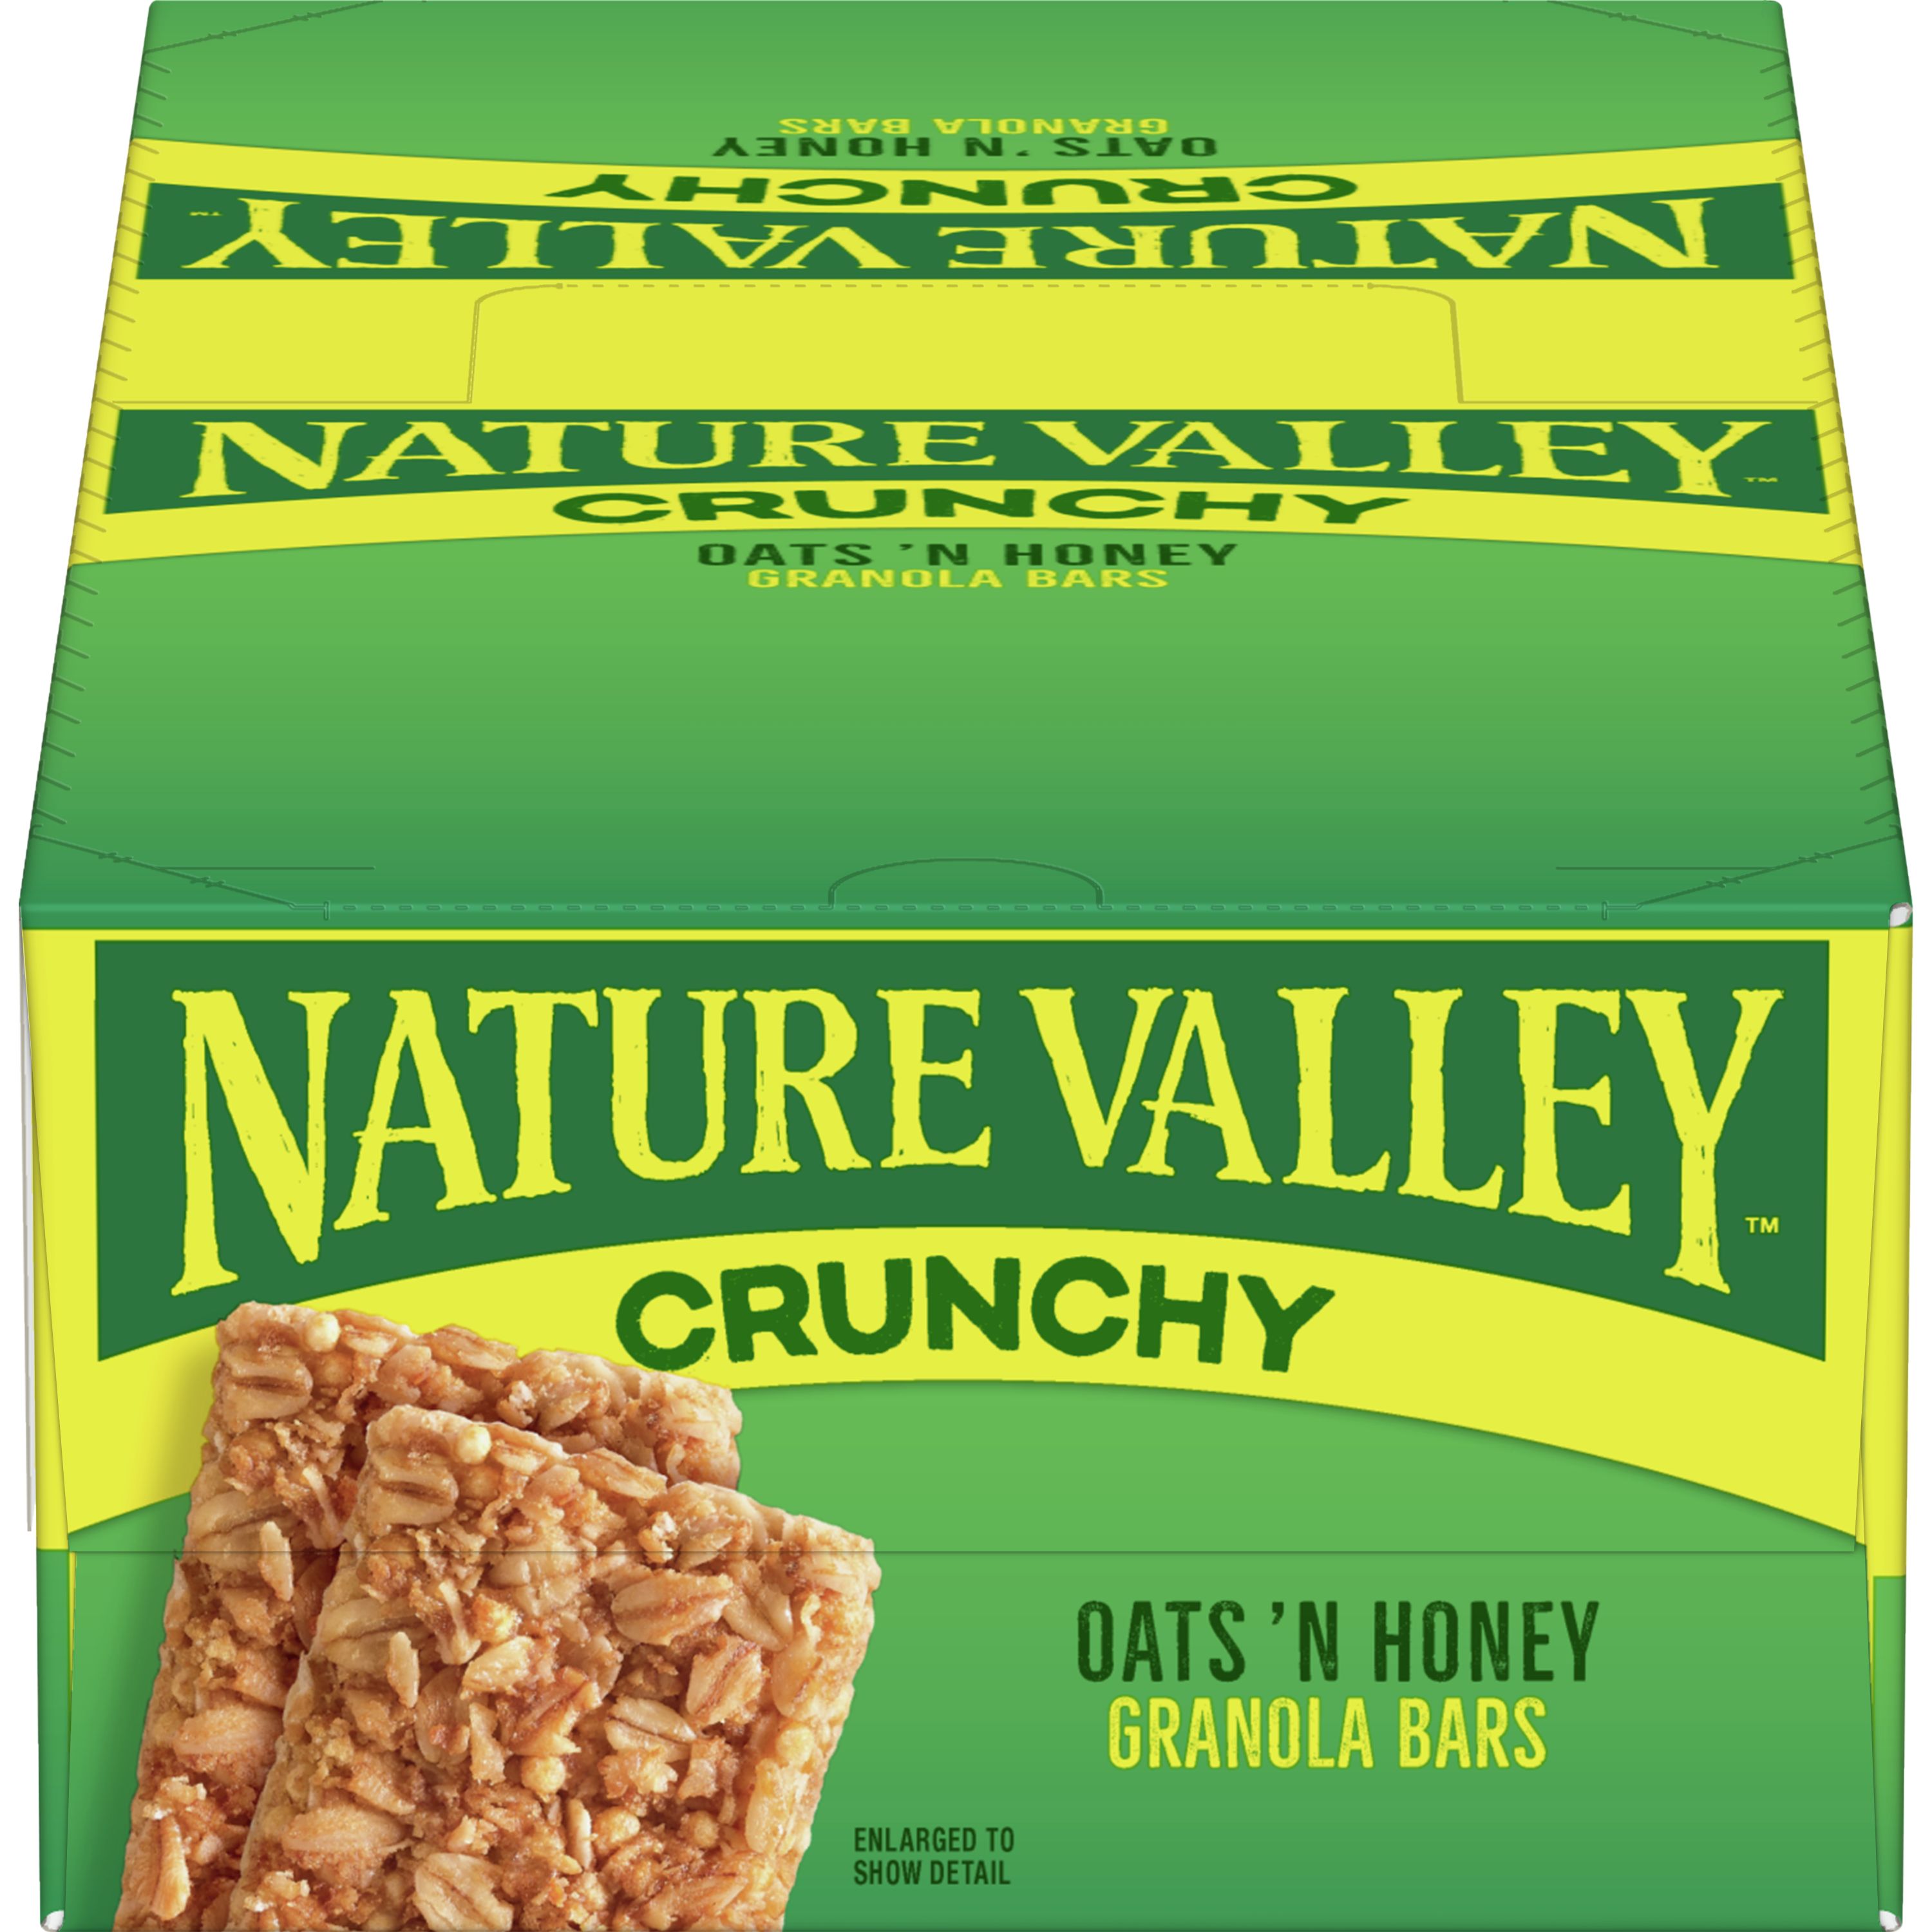 GRANOLA BARS
OATS 'N HONEY
CRUNCHY
NATURE VALLEY™
NATURE VALLEY™
CRUNCHY
OATS 'N HONEY
GRANOLA BARS
NATURE VALLEY™
CRUNCHY
OATS 'N HONEY
GRANOLA BARS
ENLARGED TO
SHOW DETAIL